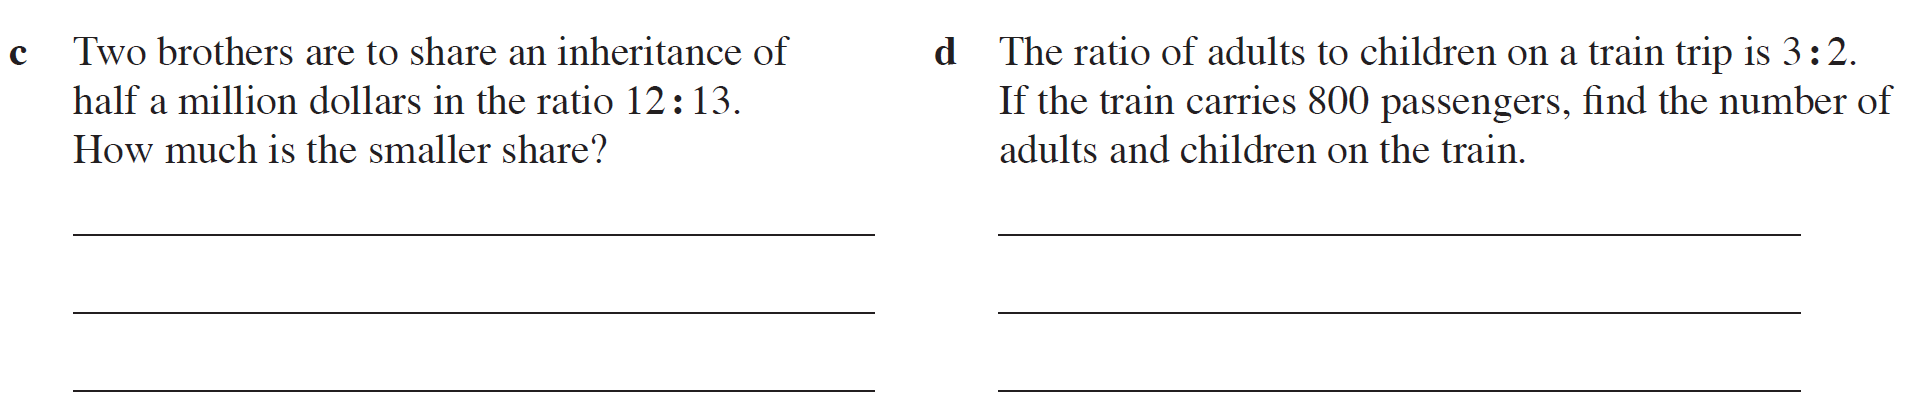 c Two brothers are to share an inheritance of
half a million dollars in the ratio 12:13.
How much is the smaller share?
d The ratio of adults to children on a train trip is 3:2.
If the train carries 800 passengers, find the number of
adults and children on the train.